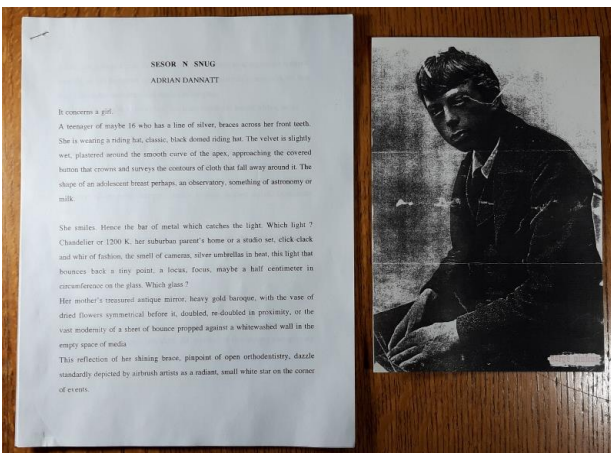 SESOR N SNUG
ADRIAN DANNATT
It concerns a girl.
A teenager of maybe 16 who has a line of silver, braces across her front teeth.
She is wearing a riding hat, classic, black domed riding hat. The velvet is slightly
wet, plastered around the smooth curve of the apex, approaching the covered
button that crowns and surveys the contours of cloth that fall away around it. The
shape of an adolescent breast perhaps, an observatory, something of astronomy or
milk.
She smiles. Hence the bar of metal which catches the light. Which light ?
Chandelier or 1200 K, her suburban parent's home or a studio set, click-clack
and whir of fashion, the smell of cameras, silver umbrellas in heat, this light that
bounces back a tiny point, a locus, focus, maybe a half centimeter in
circumference on the glass. Which glass ?
Her mother's treasured antique mirror, heavy gold baroque, with the vase of
dried flowers symmetrical before it, doubled, re-doubled in proximity, or the
vast modernity of a sheet of bounce propped against a whitewashed wall in the
empty space of media
This reflection of her shining brace, pinpoint of open orthodestistry, dazzle
standardly depicted by airbrush artists as a radiant, small white star on the corner
of events.